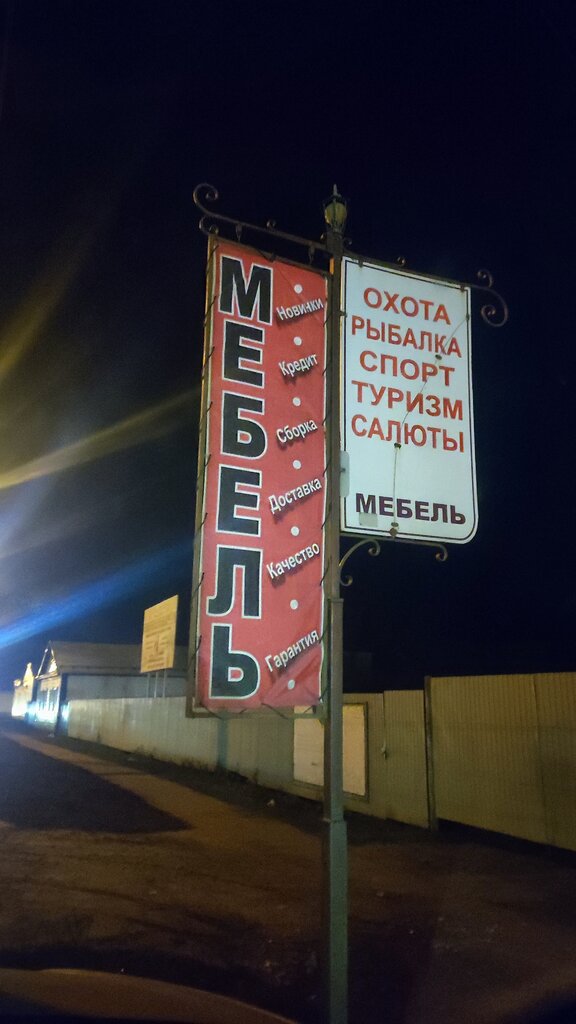 МЕБЕЛЬ
Новинки
Кредит
Сборка
Доставка
Качество
Гарантия
ОХОТА
РЫБАЛКА
СПОРТ
ТУРИЗМ
САЛЮТЫ
МЕБЕЛЬ